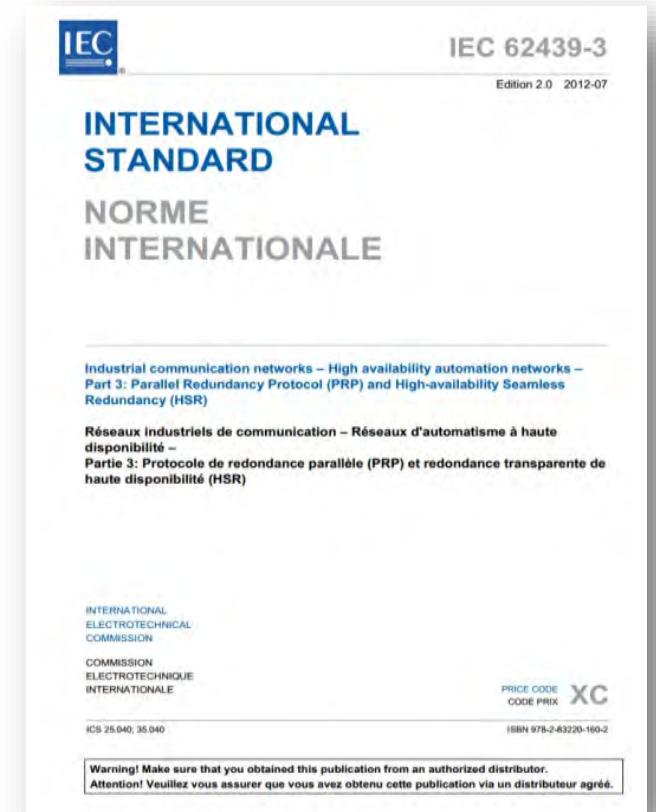 IEC
®
IEC 62439-3
Edition 2.0 2012-07
INTERNATIONAL
STANDARD
NORME
INTERNATIONALE
Industrial communication networks – High availability automation networks –
Part 3: Parallel Redundancy Protocol (PRP) and High-availability Seamless
Redundancy (HSR)
Réseaux industriels de communication – Réseaux d'automatisme à haute
disponibilité –
Partie 3: Protocole de redondance parallèle (PRP) et redondance transparente de
haute disponibilité (HSR)
INTERNATIONAL
ELECTROTECHNICAL
COMMISSION
COMMISSION
ELECTROTECHNIQUE
INTERNATIONALE
PRICE CODE
CODE PRIX
XC
ICS 25.040; 35.040
ISBN 978-2-83220-160-2
Warning! Make sure that you obtained this publication from an authorized distributor.
Attention! Veuillez vous assurer que vous avez obtenu cette publication via un distributeur agréé.